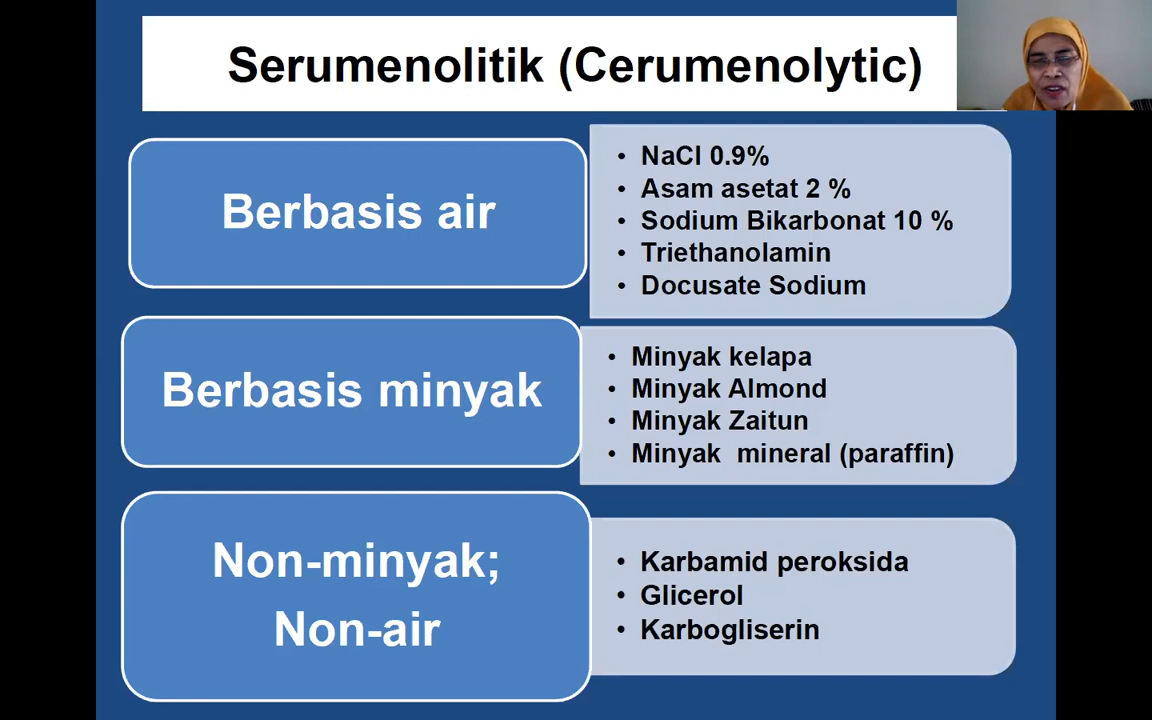 Serumenolitik (Cerumenolytic)
Berbasis air
• NaCl 0.9%
• Asam asetat 2 %
• Sodium Bikarbonat 10 %
• Triethanolamin
• Docusate Sodium
Berbasis minyak
• Minyak kelapa
• Minyak Almond
• Minyak Zaitun
• Minyak  mineral (paraffin)
Non-minyak;
Non-air
• Karbamid peroksida
• Glicerol
• Karbogliserin